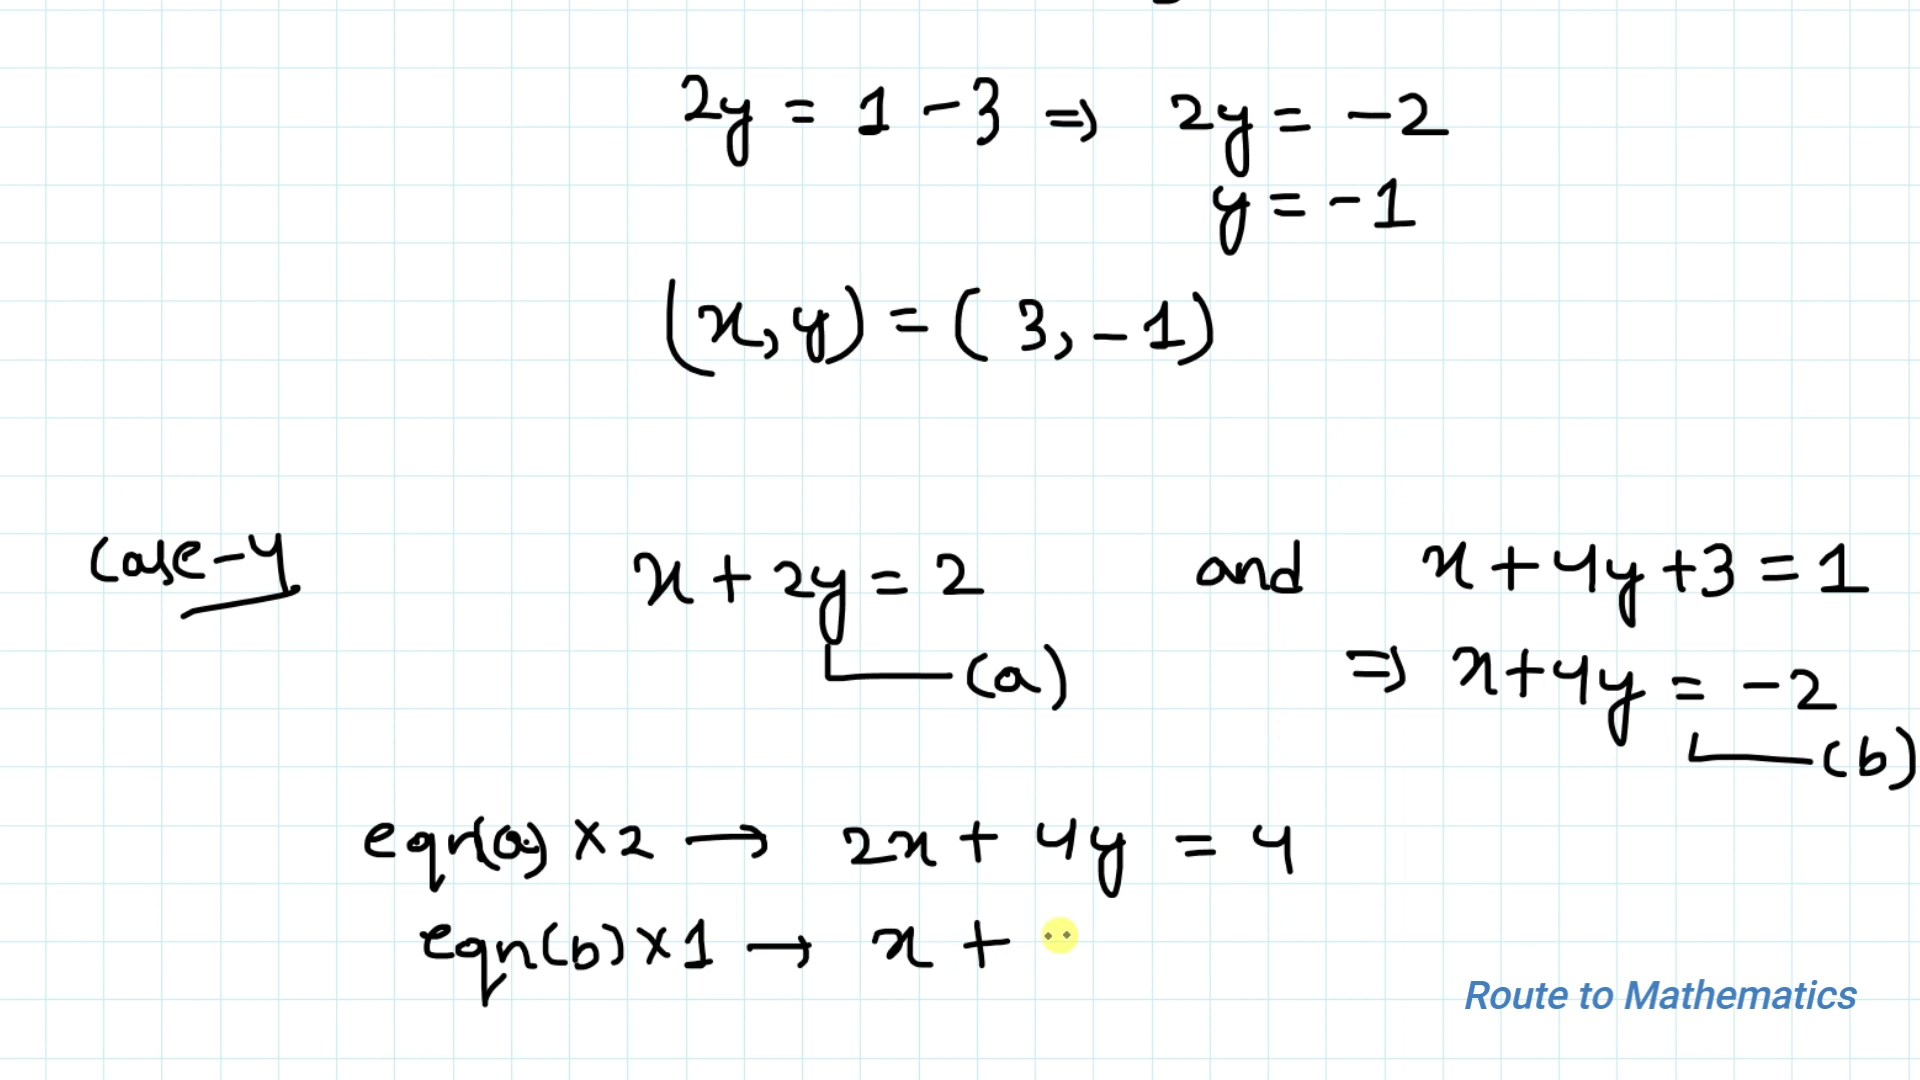 2y = 1 - 3 ⇒ 2y = -2
y = -1
(x, y) = (3, -1)
Case-4 x + 2y = 2 and x + 4y + 3 = 1
(a) ⇒ x + 4y = -2
(b)
eqn(a) × 2 → 2x + 4y = 4
eqn(b) × 1 → x +
Route to Mathematics